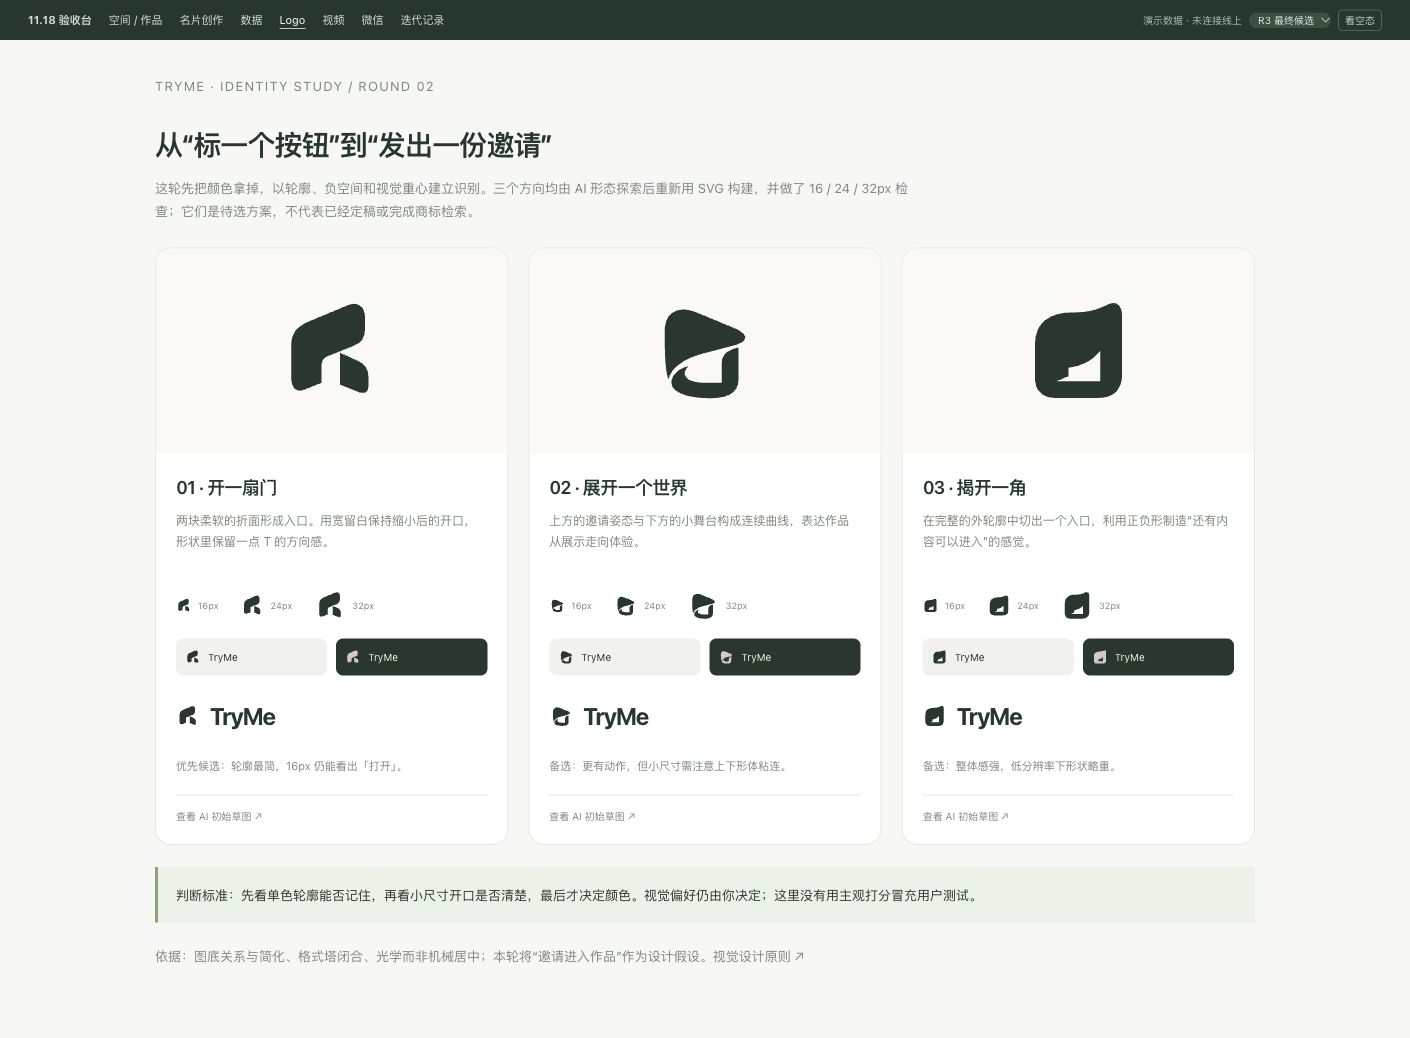 11.18 验收台 空间 / 作品 名片创作 数据 Logo 视频 微信 迭代记录 演示数据 · 未连接线上 R3 最终候选 看空态
TRYME · IDENTITY STUDY / ROUND 02
从“标一个按钮”到“发出一份邀请”
这轮先把颜色拿掉，以轮廓、负空间和视觉重心建立识别。三个方向均由 AI 形态探索后重新用 SVG 构建，并做了 16 / 24 / 32px 检
查；它们是待选方案，不代表已经定稿或完成商标检索。
01 · 开一扇门
两块柔软的折面形成入口。用宽留白保持缩小后的开口，
形状里保留一点 T 的方向感。
16px 24px 32px
TryMe TryMe
TryMe
优先候选：轮廓最简，16px 仍能看出「打开」。
查看 AI 初始草图 ↗
02 · 展开一个世界
上方的邀请姿态与下方的小舞台构成连续曲线，表达作品
从展示走向体验。
16px 24px 32px
TryMe TryMe
TryMe
备选：更有动作，但小尺寸需注意上下形体粘连。
查看 AI 初始草图 ↗
03 · 揭开一角
在完整的外轮廓中切出一个入口，利用正负形制造“还有内
容可以进入”的感觉。
16px 24px 32px
TryMe TryMe
TryMe
备选：整体感强，低分辨率下形状略重。
查看 AI 初始草图 ↗
判断标准：先看单色轮廓能否记住，再看小尺寸开口是否清楚，最后才决定颜色。视觉偏好仍由你决定；这里没有用主观打分冒充用户测试。
依据：图底关系与简化、格式塔闭合、光学而非机械居中；本轮将“邀请进入作品”作为设计假设。视觉设计原则 ↗